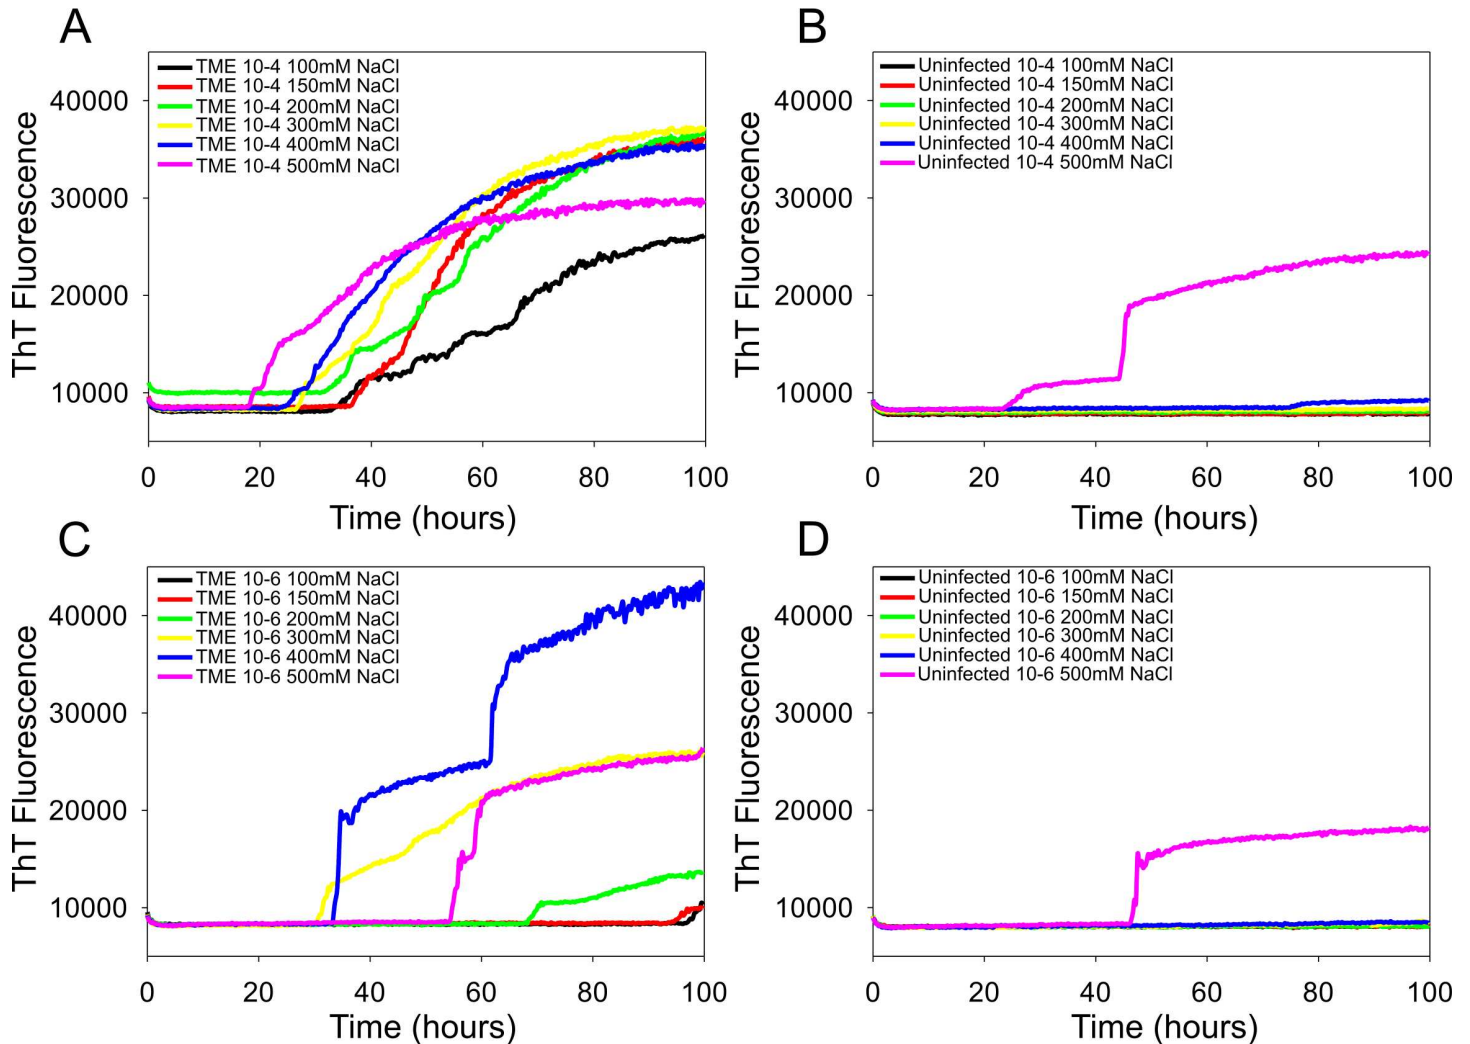 A
TME 10-4 100mM NaCl
TME 10-4 150mM NaCl
TME 10-4 200mM NaCl
TME 10-4 300mM NaCl
TME 10-4 400mM NaCl
TME 10-4 500mM NaCl
ThT Fluorescence
40000
30000
20000
10000
0 20 40 60 80 100
Time (hours)
B
Uninfected 10-4 100mM NaCl
Uninfected 10-4 150mM NaCl
Uninfected 10-4 200mM NaCl
Uninfected 10-4 300mM NaCl
Uninfected 10-4 400mM NaCl
Uninfected 10-4 500mM NaCl
ThT Fluorescence
40000
30000
20000
10000
0 20 40 60 80 100
Time (hours)
C
TME 10-6 100mM NaCl
TME 10-6 150mM NaCl
TME 10-6 200mM NaCl
TME 10-6 300mM NaCl
TME 10-6 400mM NaCl
TME 10-6 500mM NaCl
ThT Fluorescence
40000
30000
20000
10000
0 20 40 60 80 100
Time (hours)
D
Uninfected 10-6 100mM NaCl
Uninfected 10-6 150mM NaCl
Uninfected 10-6 200mM NaCl
Uninfected 10-6 300mM NaCl
Uninfected 10-6 400mM NaCl
Uninfected 10-6 500mM NaCl
ThT Fluorescence
40000
30000
20000
10000
0 20 40 60 80 100
Time (hours)